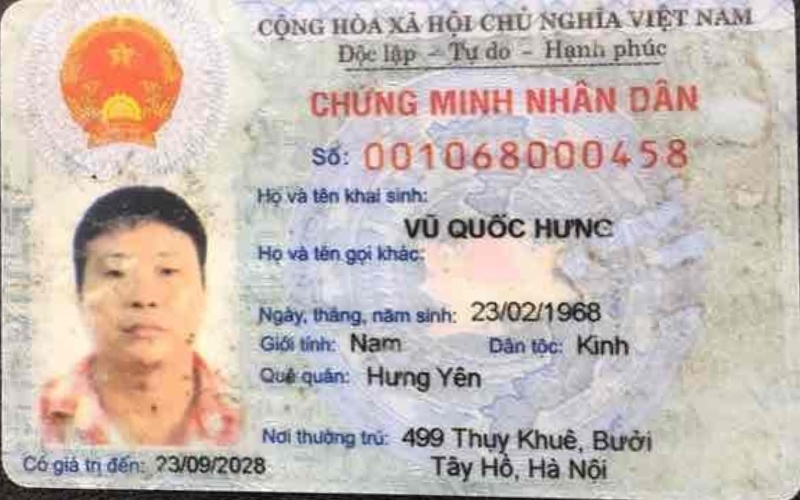 CỘNG HÒA XÃ HỘI CHỦ NGHĨA VIỆT NAM
Độc lập - Tự do - Hạnh phúc
CHỨNG MINH NHÂN DÂN
Số: 001068000458
Họ và tên khai sinh:
VŨ QUỐC HƯNG
Họ và tên gọi khác:
Ngày, tháng, năm sinh: 23/02/1968
Giới tính: Nam Dân tộc: Kinh
Quê quán: Hưng Yên
Nơi thường trú: 499 Thụy Khuê, Bưởi
Tây Hồ, Hà Nội
Có giá trị đến: 23/09/2028